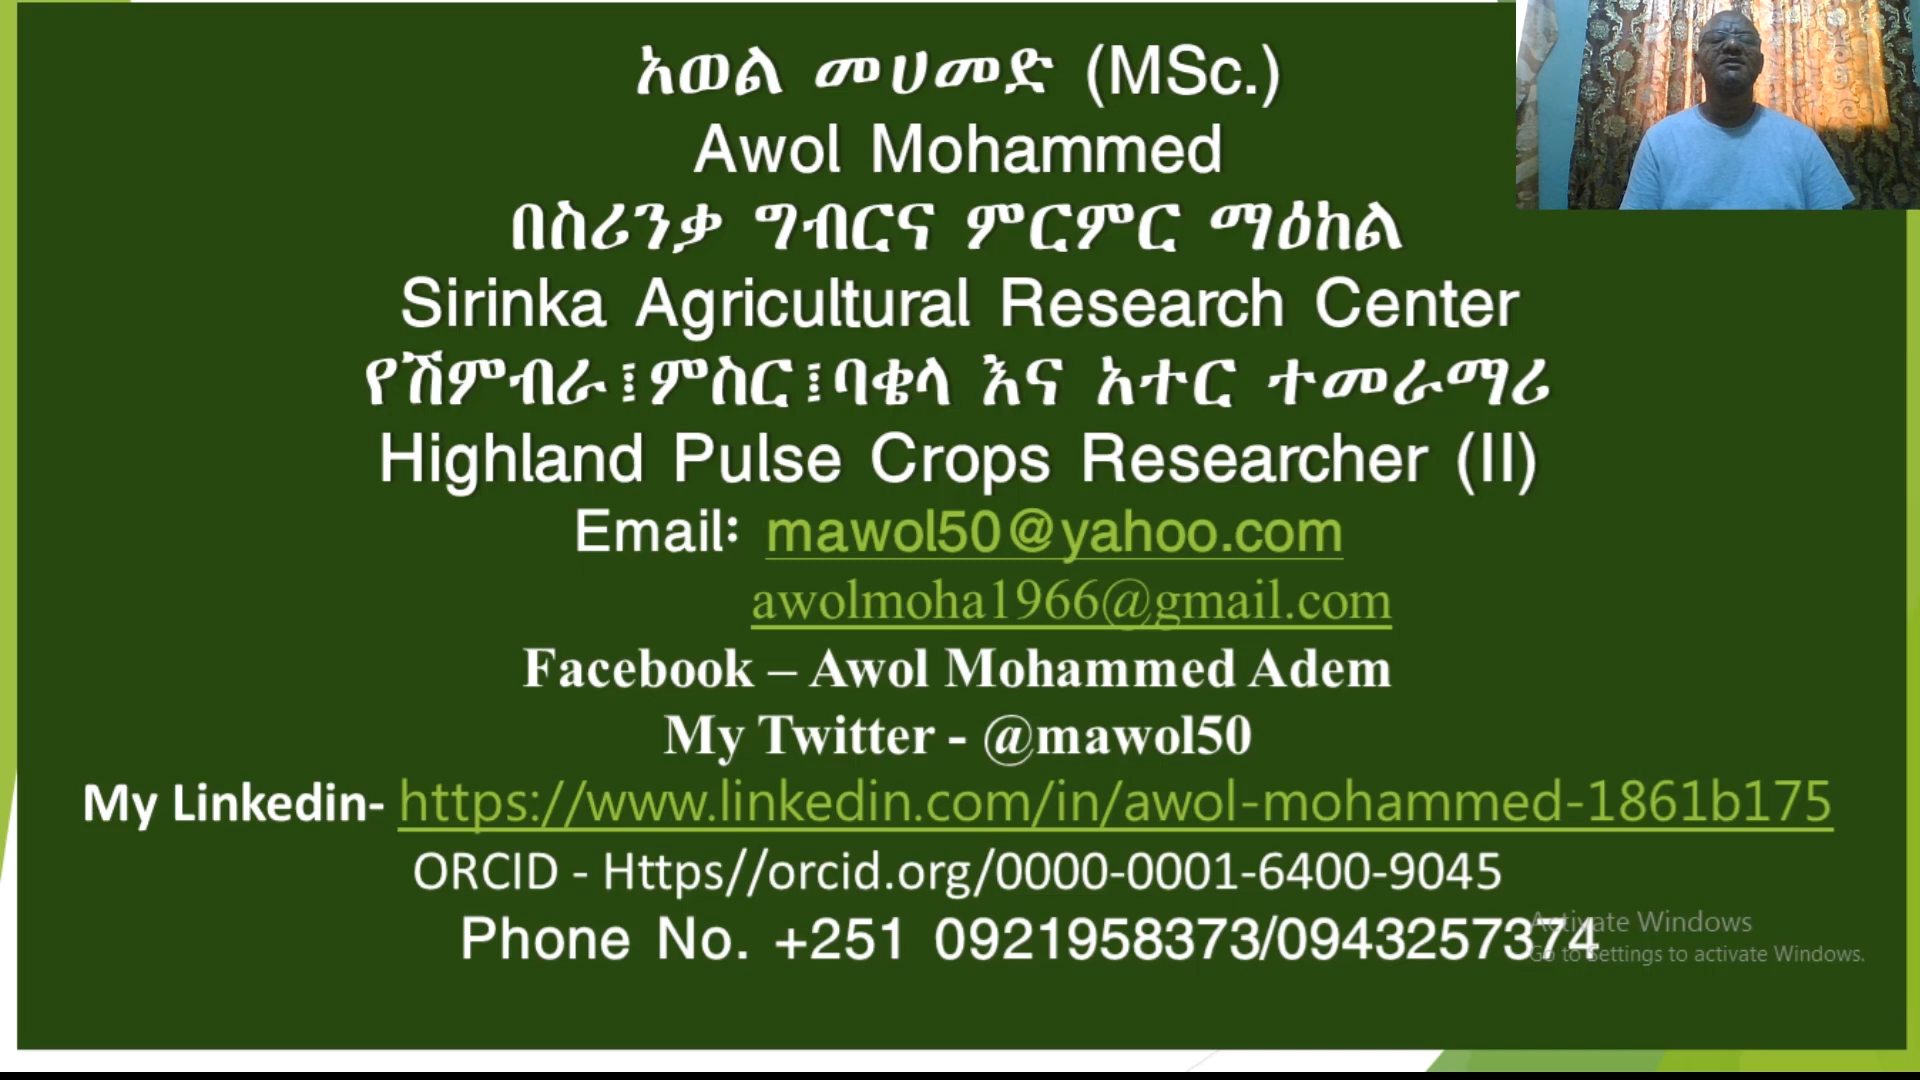 አወል መሀመድ (MSc.)
Awol Mohammed
በስሪንቃ ግብርና ምርምር ማዕከል
Sirinka Agricultural Research Center
የሽምብራ፤ምስር፤ባቄላ እና አተር ተመራማሪ
Highland Pulse Crops Researcher (II)
Email: mawol50@yahoo.com
awolmoha1966@gmail.com
Facebook – Awol Mohammed Adem
My Twitter - @mawol50
My Linkedin- https://www.linkedin.com/in/awol-mohammed-1861b175
ORCID - Https//orcid.org/0000-0001-6400-9045
Phone No. +251 0921958373/0943257374
Activate Windows
Go to Settings to activate Windows.